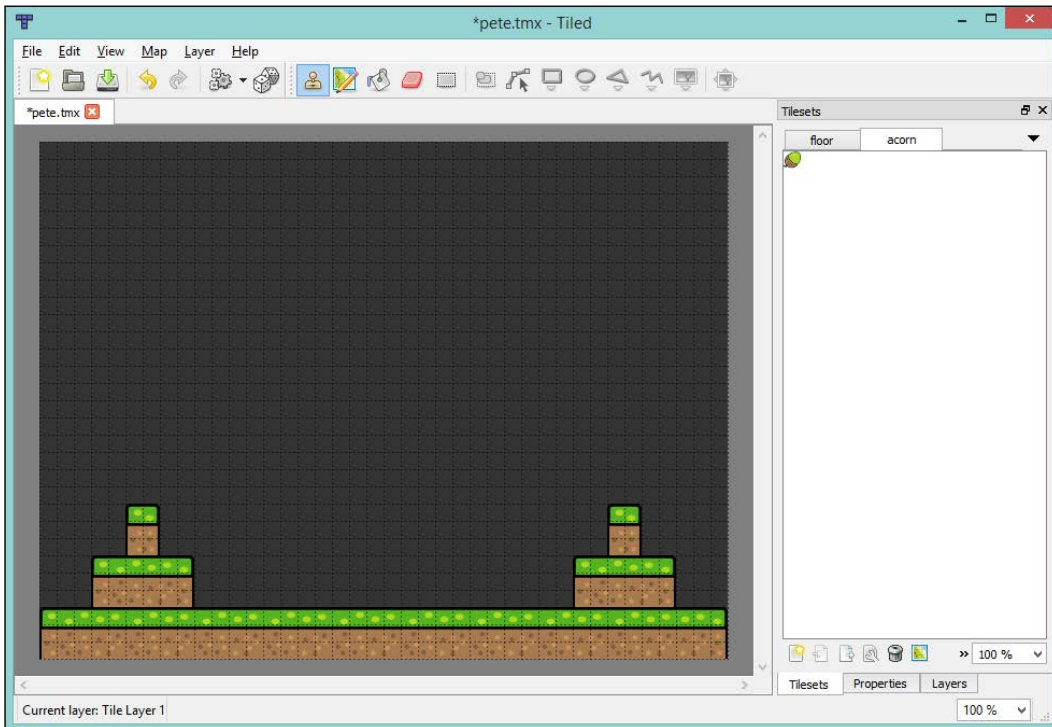 *pete.tmx - Tiled
File Edit View Map Layer Help
*pete.tmx
Tilesets
floor acorn
» 100 %
Tilesets Properties Layers
Current layer: Tile Layer 1
100 %